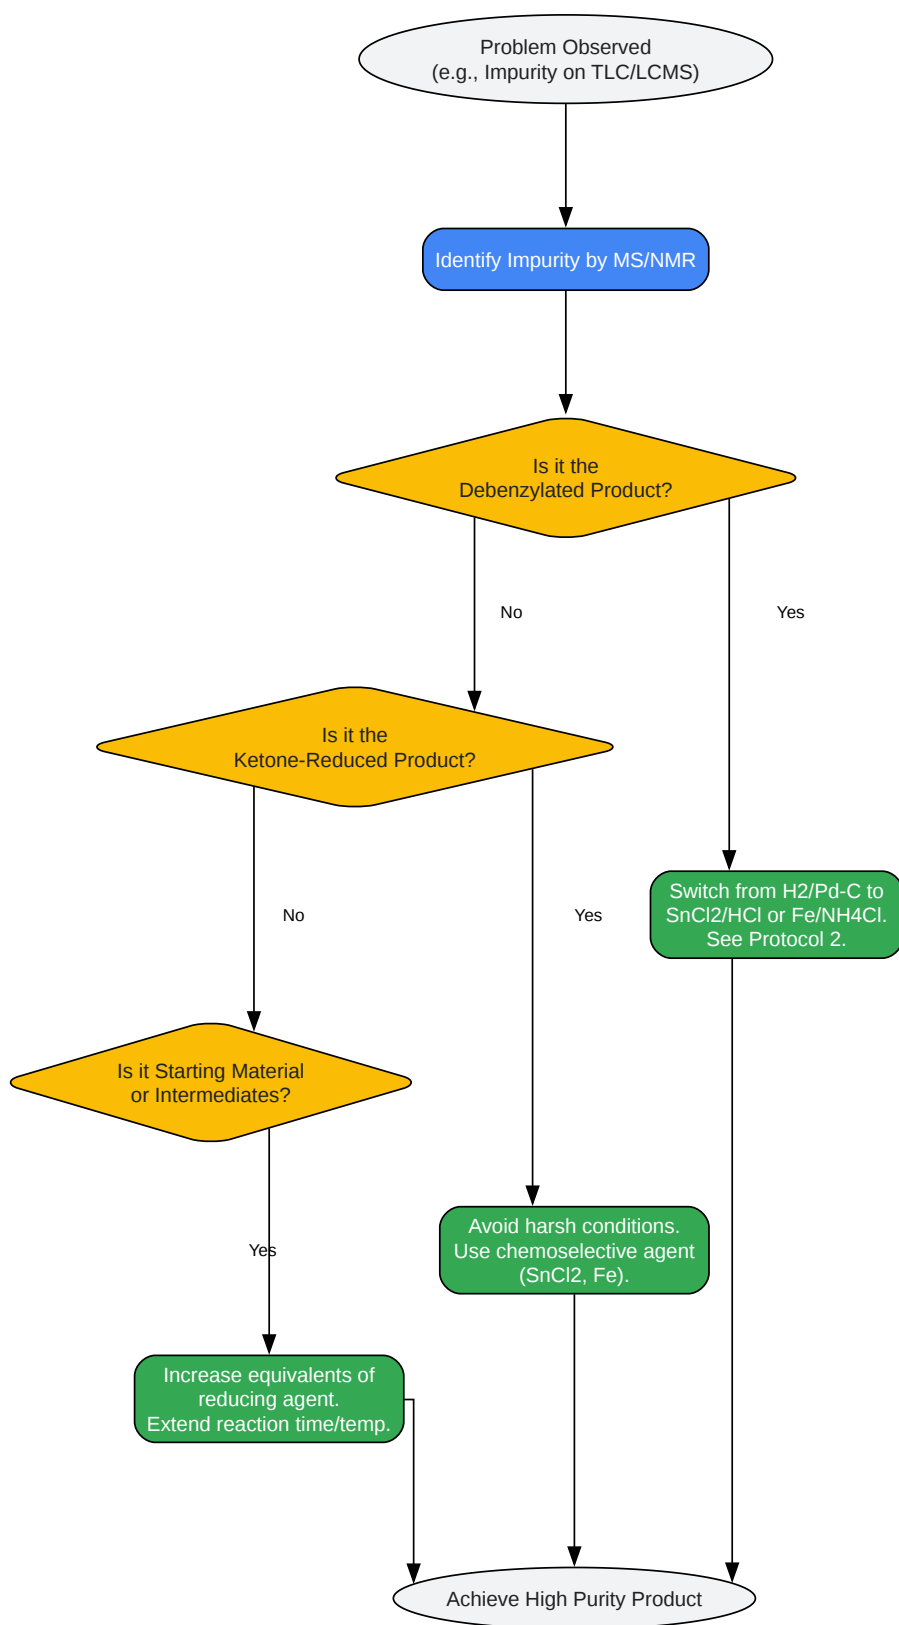 Problem Observed
(e.g., Impurity on TLC/LCMS)
Identify Impurity by MS/NMR
Is it the
Debenzylated Product?
No
Yes
Is it the
Ketone-Reduced Product?
Switch from H2/Pd-C to
SnCl2/HCl or Fe/NH4Cl.
See Protocol 2.
No
Yes
Is it Starting Material
or Intermediates?
Avoid harsh conditions.
Use chemoselective agent
(SnCl2, Fe).
Yes
Increase equivalents of
reducing agent.
Extend reaction time/temp.
Achieve High Purity Product